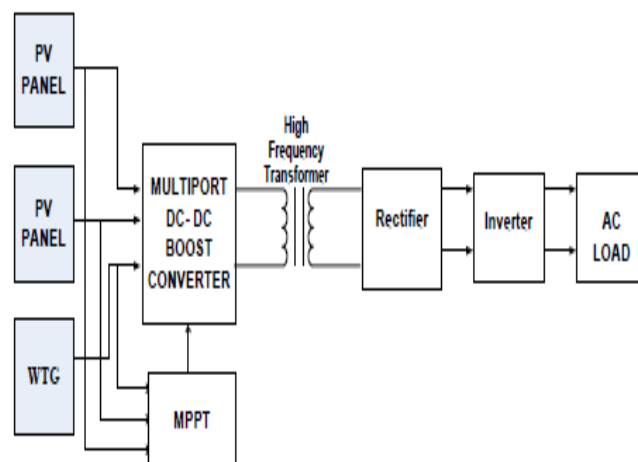 PV
PANEL
PV
PANEL
WTG
MULTIPORT
DC- DC
BOOST
CONVERTER
MPPT
High
Frequency
Transformer
Rectifier
Inverter
AC
LOAD